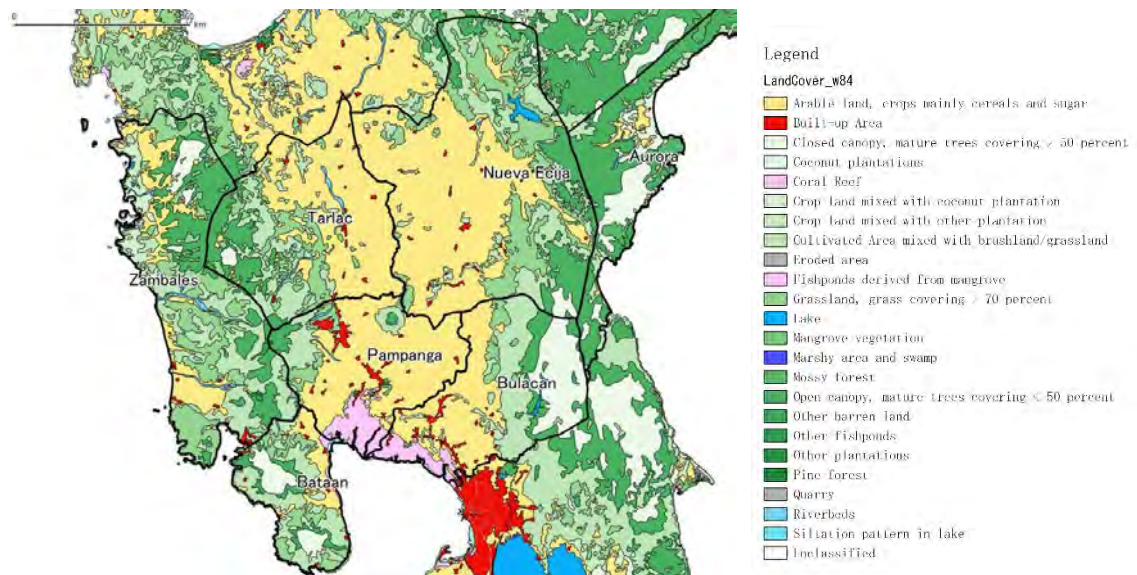 km
Legend
LandCover_w84
Arable land, crops mainly cereals and sugar
Built-up Area
Closed canopy, mature trees covering > 50 percent
Coconut plantations
Coral Reef
Crop land mixed with coconut plantation
Crop land mixed with other plantation
Cultivated Area mixed with brushland/grassland
Eroded area
Fishponds derived from mangrove
Grassland, grass covering > 70 percent
Lake
Mangrove vegetation
Marshy area and swamp
Mossy forest
Open canopy, mature trees covering < 50 percent
Other barren land
Other fishponds
Other plantations
Pine forest
Quarry
Riverbeds
Siltation pattern in lake
Unclassified
Aurora
Nueva Ecija
Tarlac
Zambales
Pampanga
Bulacan
Bataan